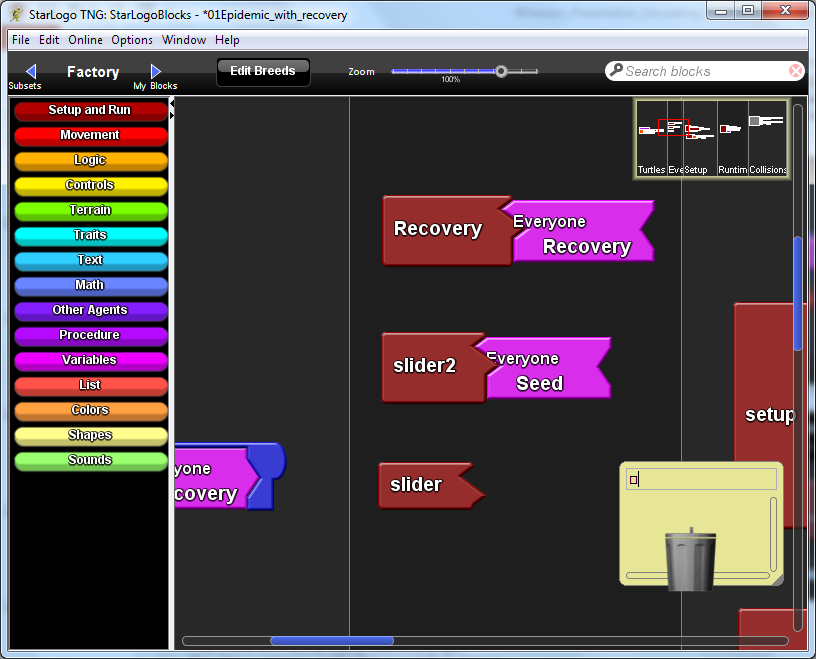 StarLogo TNG: StarLogoBlocks - *01Epidemic_with_recovery
File Edit Online Options Window Help
Subsets
Factory
My Blocks
Edit Breeds
Zoom
100%
Search blocks
Setup and Run
Movement
Logic
Controls
Terrain
Traits
Text
Math
Other Agents
Procedure
Variables
List
Colors
Shapes
Sounds
Turtles Eve Setup Runtim Collisions
Recovery
Everyone
Recovery
slider2
Everyone
Seed
setup
yone
covery
slider